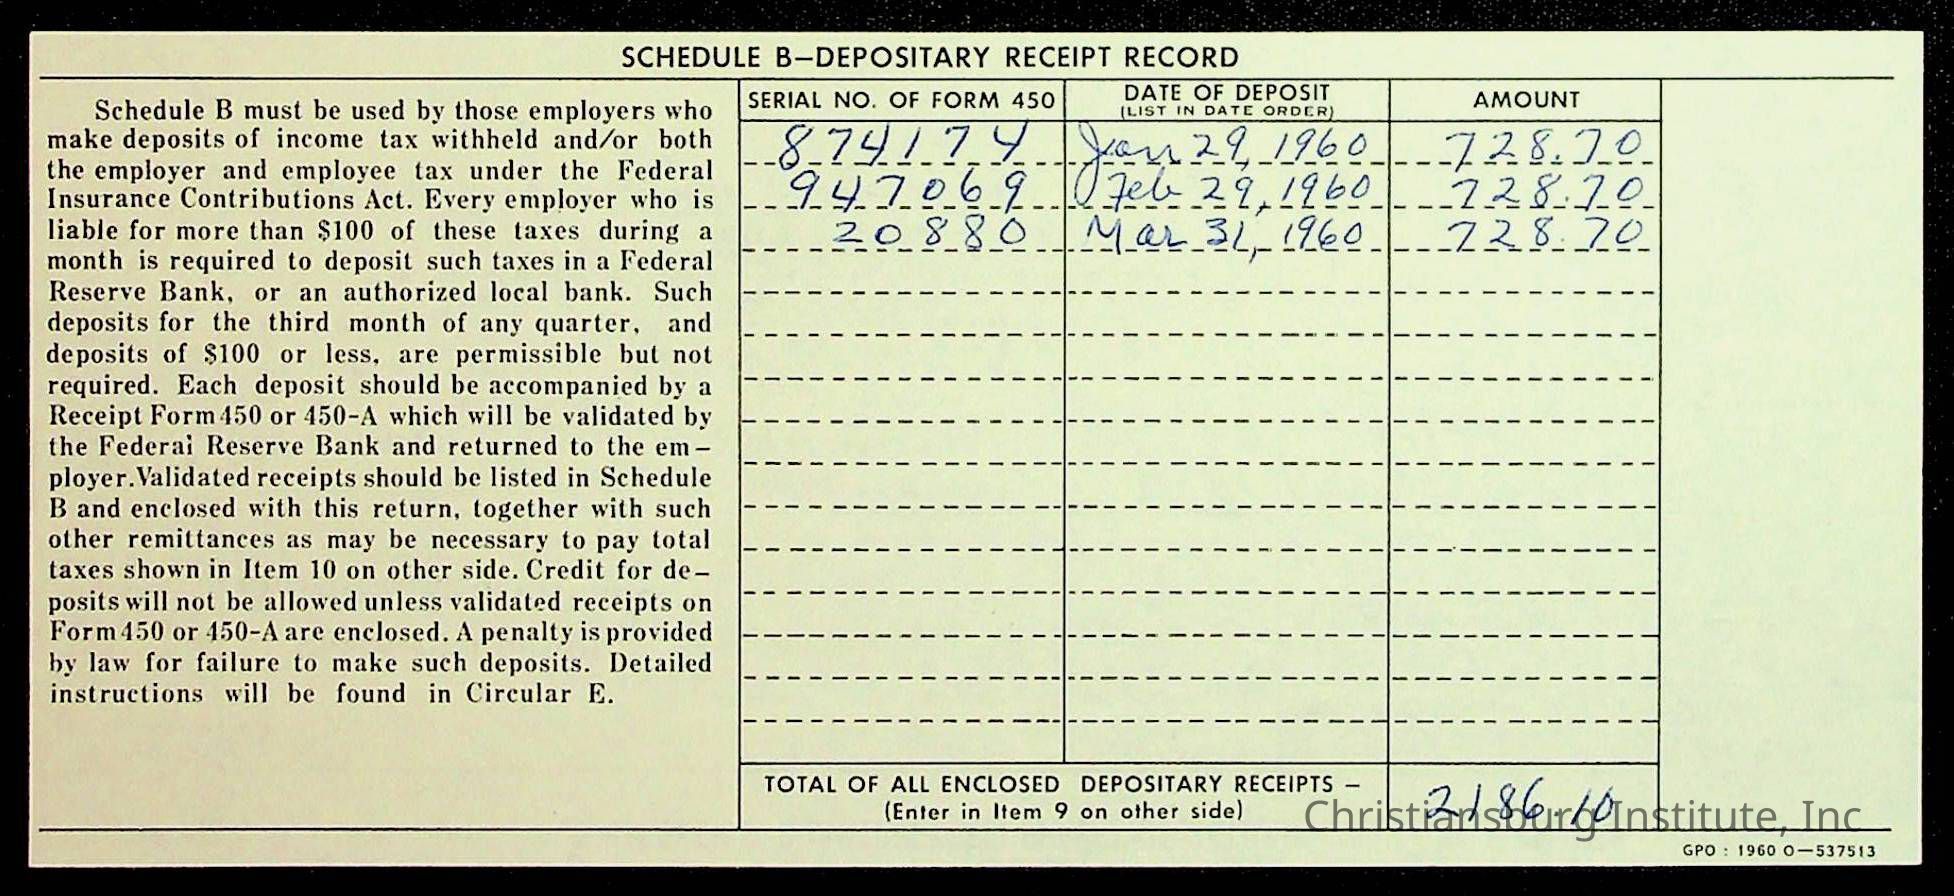 SCHEDULE B—DEPOSITARY RECEIPT RECORD
Schedule B must be used by those employers who
make deposits of income tax withheld and/or both
the employer and employee tax under the Federal
Insurance Contributions Act. Every employer who is
liable for more than $100 of these taxes during a
month is required to deposit such taxes in a Federal
Reserve Bank, or an authorized local bank. Such
deposits for the third month of any quarter, and
deposits of $100 or less, are permissible but not
required. Each deposit should be accompanied by a
Receipt Form 450 or 450-A which will be validated by
the Federal Reserve Bank and returned to the em-
ployer. Validated receipts should be listed in Schedule
B and enclosed with this return, together with such
other remittances as may be necessary to pay total
taxes shown in Item 10 on other side. Credit for de-
posits will not be allowed unless validated receipts on
Form 450 or 450-A are enclosed. A penalty is provided
by law for failure to make such deposits. Detailed
instructions will be found in Circular E.
SERIAL NO. OF FORM 450 DATE OF DEPOSIT (LIST IN DATE ORDER) AMOUNT
874174 Jan 29, 1960 728.70
947069 Feb 29, 1960 728.70
20880 Mar 31, 1960 728.70
TOTAL OF ALL ENCLOSED DEPOSITARY RECEIPTS — 2186.10
(Enter in Item 9 on other side)
Christiansburg Institute, Inc
GPO : 1960 O—537513